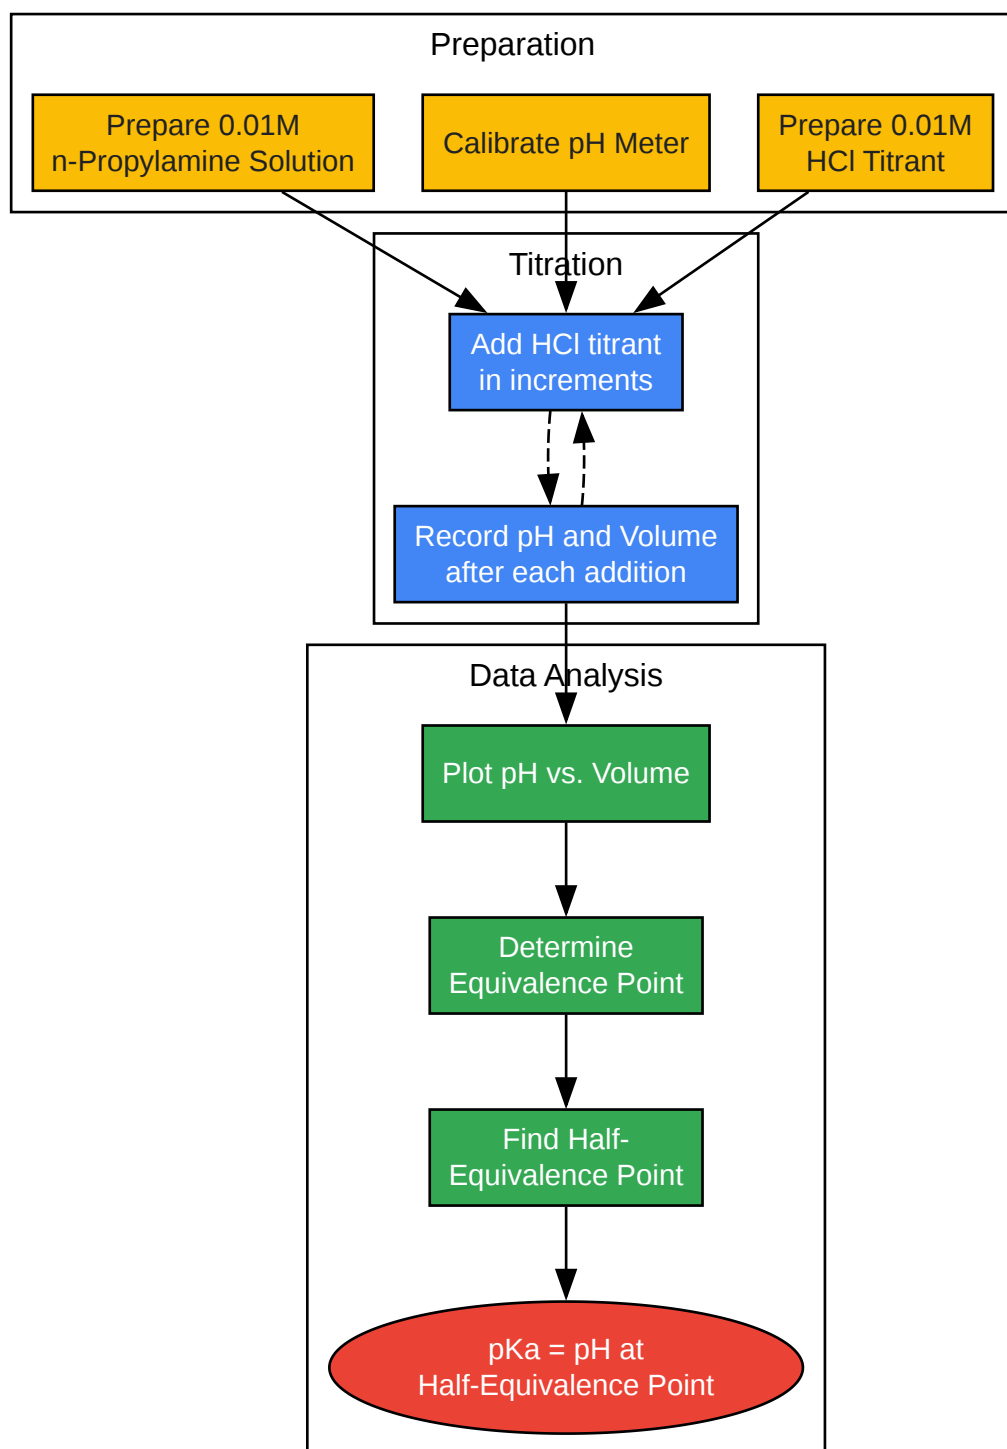 Preparation
Prepare 0.01M
n-Propylamine Solution
Calibrate pH Meter
Prepare 0.01M
HCl Titrant
Titration
Add HCl titrant
in increments
Record pH and Volume
after each addition
Data Analysis
Plot pH vs. Volume
Determine
Equivalence Point
Find Half-
Equivalence Point
pKa = pH at
Half-Equivalence Point